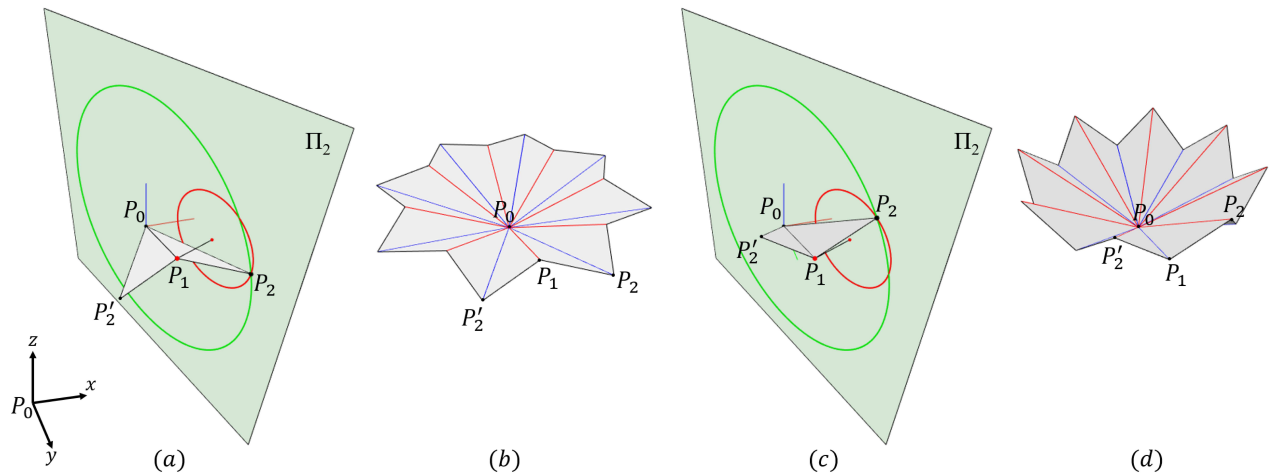 Π₂
P₀
P₁
P₂
P₂′
z
x
P₀
y
(a)
P₀
P₁
P₂
P₂′
(b)
Π₂
P₀
P₂
P₂′
P₁
(c)
P₀
P₂
P₂′
P₁
(d)